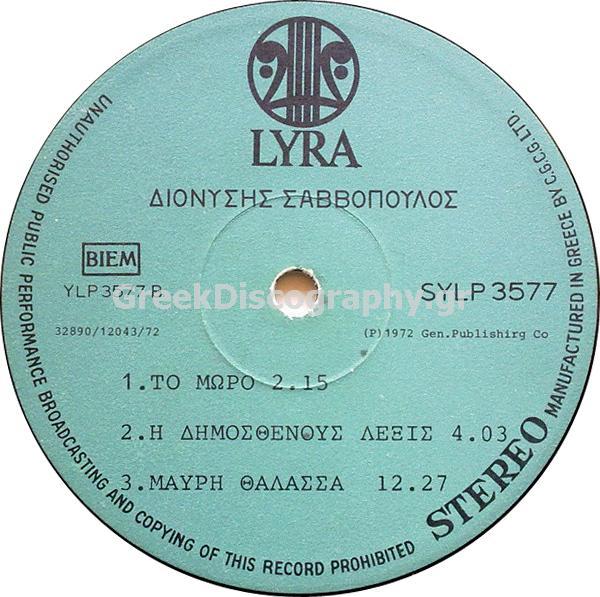 LYRA
ΔΙΟΝΥΣΗΣ ΣΑΒΒΟΠΟΥΛΟΣ
BIEM
YLP 3577 B
SYLP 3577
GreekDiscography.gr
32890/12043/72
(P)1972 Gen.Publishirg Co
1.ΤΟ ΜΩΡΟ 2.15
2.Η ΔΗΜΟΣΘΕΝΟΥΣ ΛΕΞΙΣ 4.03
3.ΜΑΥΡΗ ΘΑΛΑΣΣΑ 12.27
STEREO
UNAUTHORISED PUBLIC PERFORMANCE BROADCASTING AND COPYING OF THIS RECORD PROHIBITED
MANUFACTURED IN GREECE BY C.G.C.G. LTD.